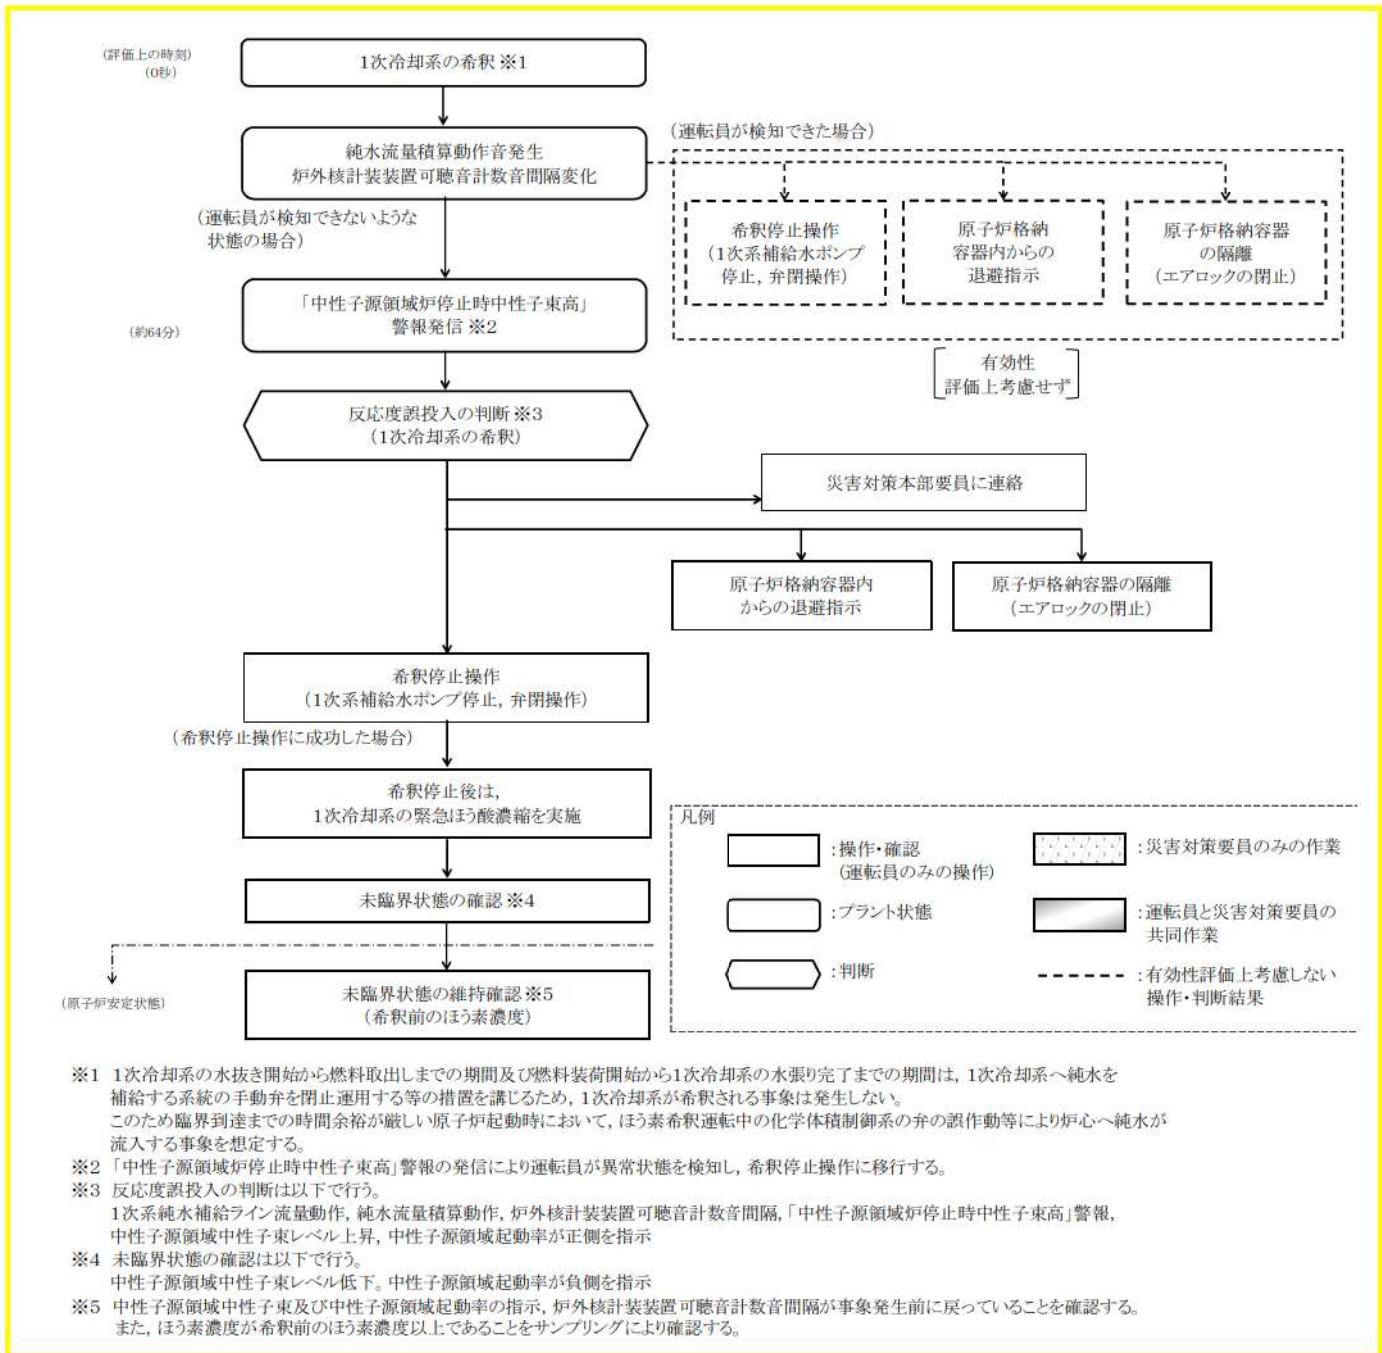 (評価上の時刻)
(0秒)
1次冷却系の希釈※1
純水流量積算動作音発生
炉外核計装装置可聴音計数音間隔変化
(運転員が検知できた場合)
(運転員が検知できないような
状態の場合)
希釈停止操作
(1次系補給水ポンプ
停止，弁閉操作)
原子炉格納
容器内からの
退避指示
原子炉格納容器
の隔離
(エアロックの閉止)
有効性
評価上考慮せず
(約64分)
「中性子源領域炉停止時中性子束高」
警報発信※2
反応度誤投入の判断※3
(1次冷却系の希釈)
災害対策本部要員に連絡
原子炉格納容器内
からの退避指示
原子炉格納容器の隔離
(エアロックの閉止)
希釈停止操作
(1次系補給水ポンプ停止，弁閉操作)
(希釈停止操作に成功した場合)
希釈停止後は，
1次冷却系の緊急ほう酸濃縮を実施
未臨界状態の確認※4
(原子炉安定状態)
未臨界状態の維持確認※5
(希釈前のほう素濃度)
凡例
:操作・確認
(運転員のみの操作)
:災害対策要員のみの作業
:プラント状態
:運転員と災害対策要員の
共同作業
:判断
:有効性評価上考慮しない
操作・判断結果
※1 1次冷却系の水抜き開始から燃料取出しまでの期間及び燃料装荷開始から1次冷却系の水張り完了までの期間は，1次冷却系へ純水を
補給する系統の手動弁を閉止運用する等の措置を講じるため，1次冷却系が希釈される事象は発生しない。
このため臨界到達までの時間余裕が厳しい原子炉起動時において，ほう素希釈運転中の化学体積制御系の弁の誤作動等により炉心へ純水が
流入する事象を想定する。
※2 「中性子源領域炉停止時中性子束高」警報の発信により運転員が異常状態を検知し，希釈停止操作に移行する。
※3 反応度誤投入の判断は以下で行う。
1次系純水補給ライン流量動作，純水流量積算動作，炉外核計装装置可聴音計数音間隔，「中性子源領域炉停止時中性子束高」警報，
中性子源領域中性子束レベル上昇，中性子源領域起動率が正側を指示
※4 未臨界状態の確認は以下で行う。
中性子源領域中性子束レベル低下。中性子源領域起動率が負側を指示
※5 中性子源領域中性子束及び中性子源領域起動率の指示，炉外核計装装置可聴音計数音間隔が事象発生前に戻っていることを確認する。
また，ほう素濃度が希釈前のほう素濃度以上であることをサンプリングにより確認する。